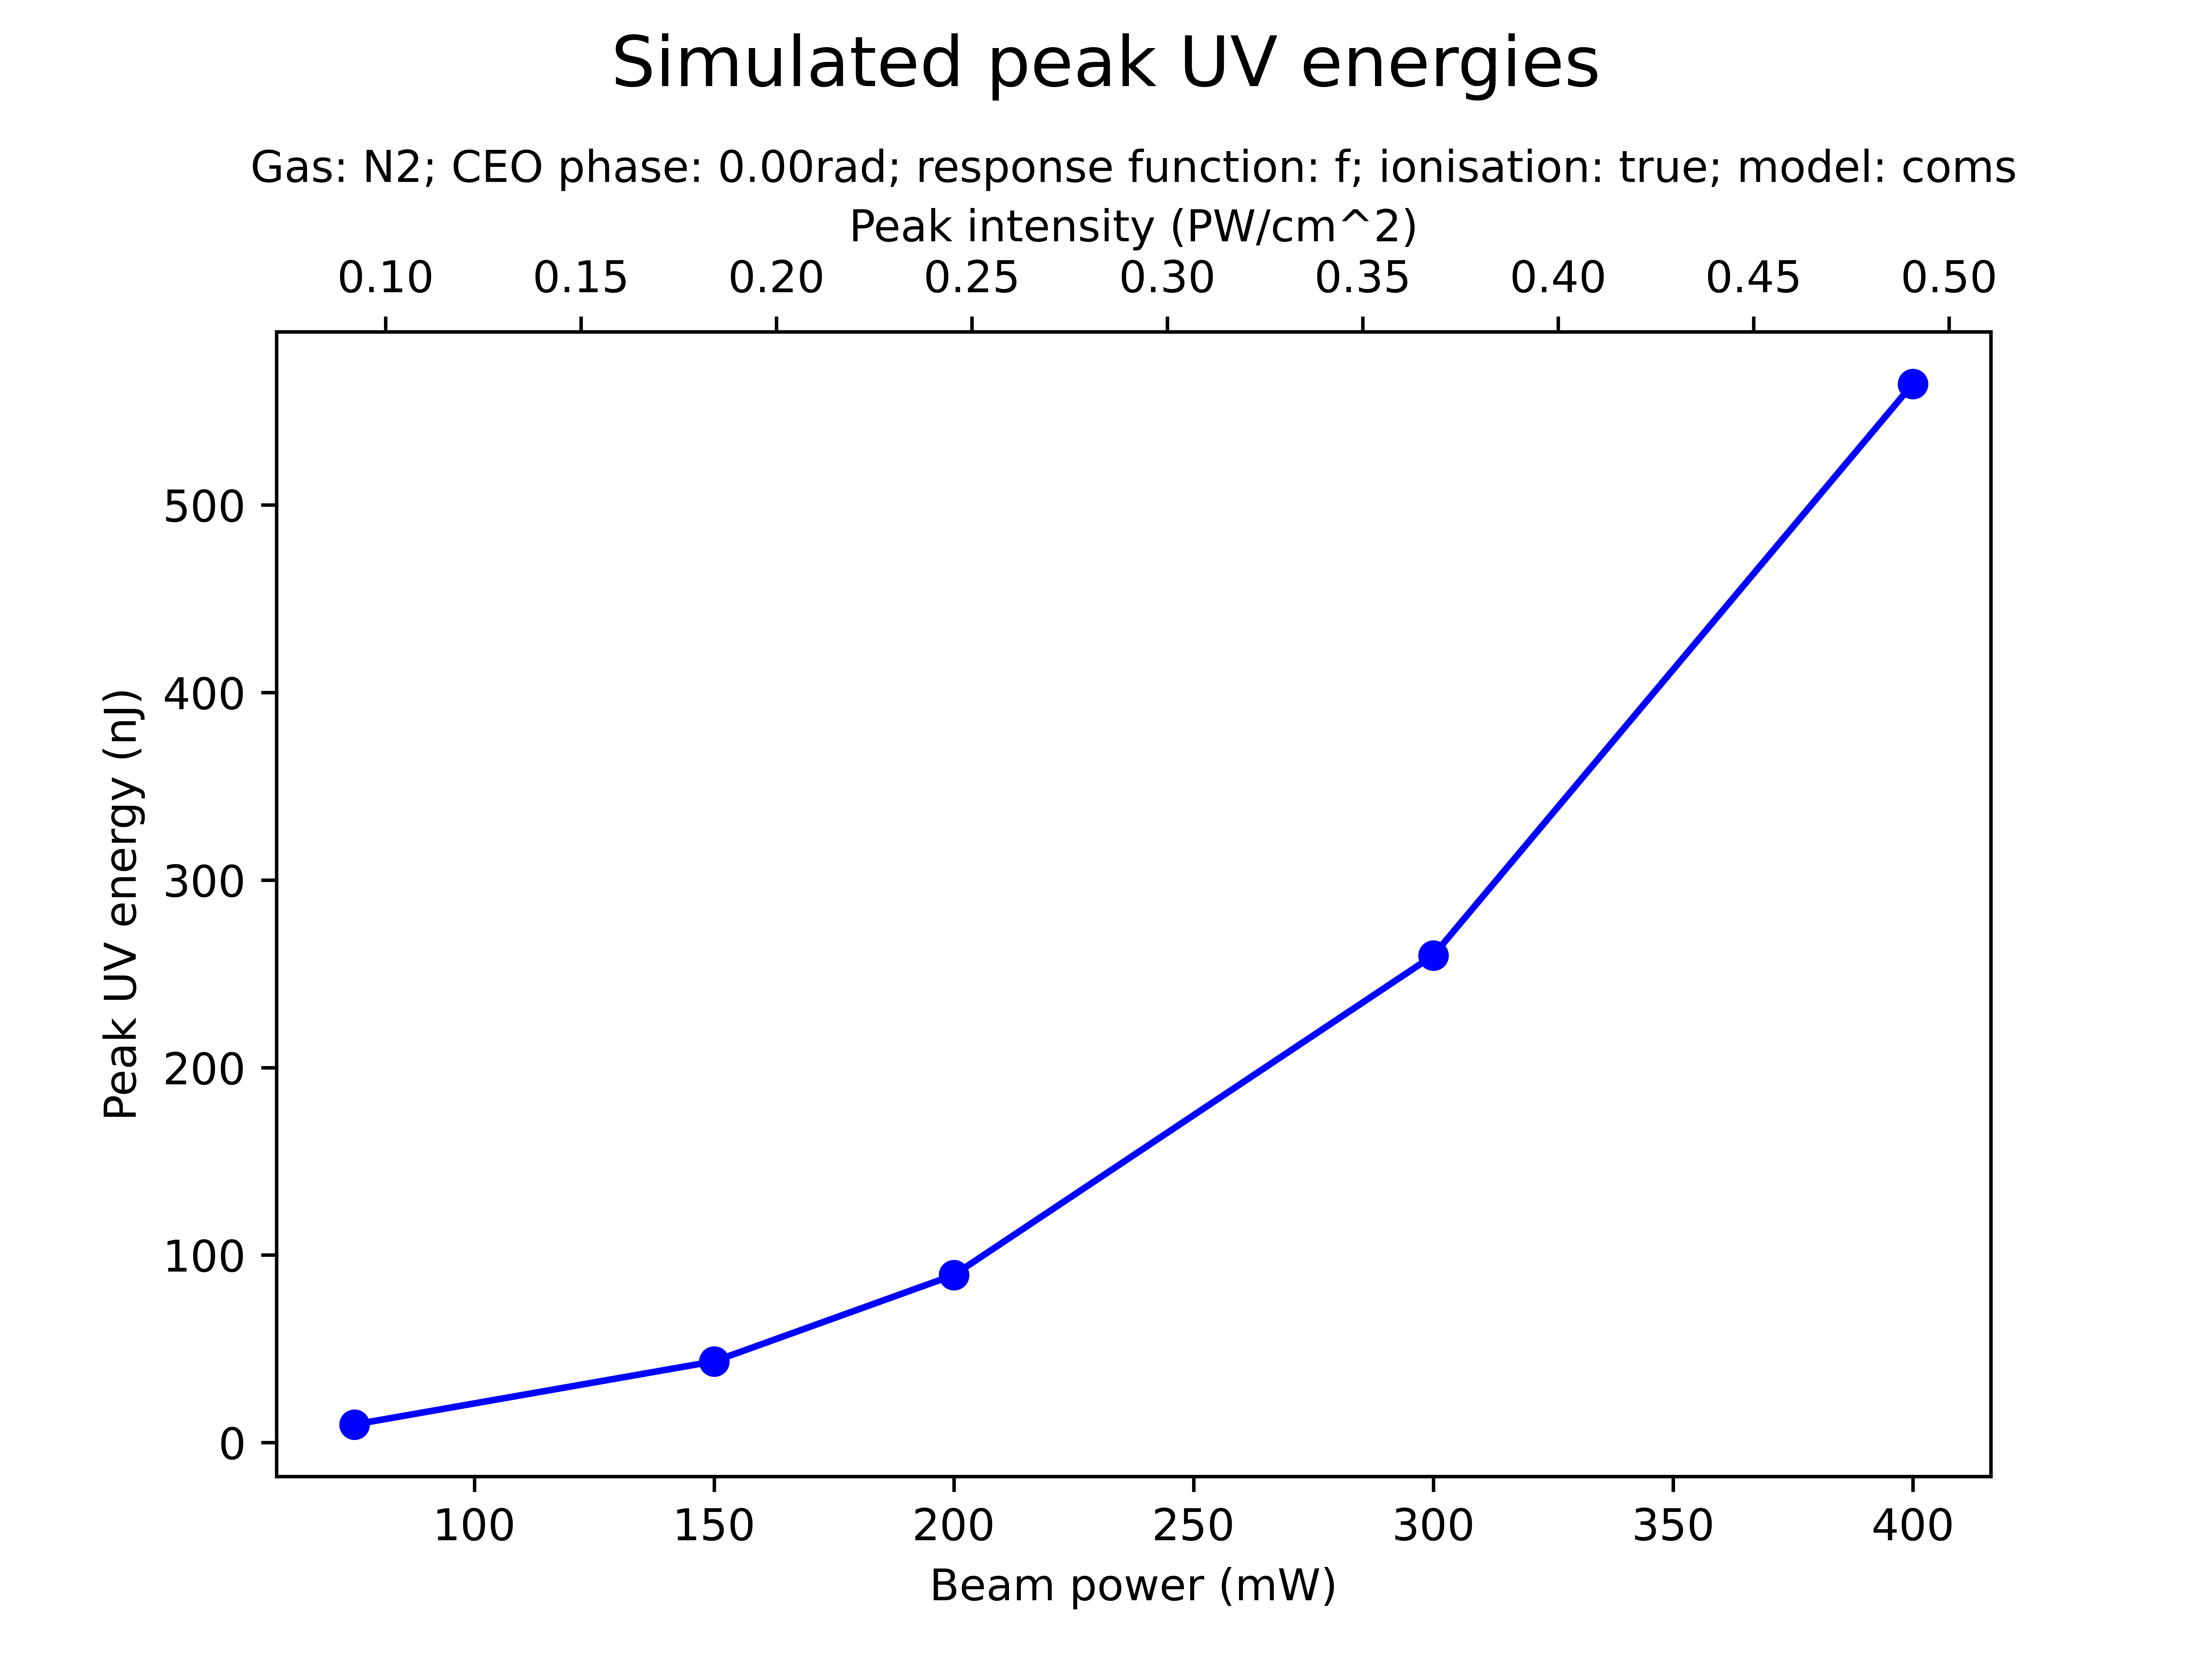 Simulated peak UV energies
Gas: N2; CEO phase: 0.00rad; response function: f; ionisation: true; model: coms
Peak intensity (PW/cm^2)
0.10 0.15 0.20 0.25 0.30 0.35 0.40 0.45 0.50
Peak UV energy (nJ)
500
400
300
200
100
0
100 150 200 250 300 350 400
Beam power (mW)